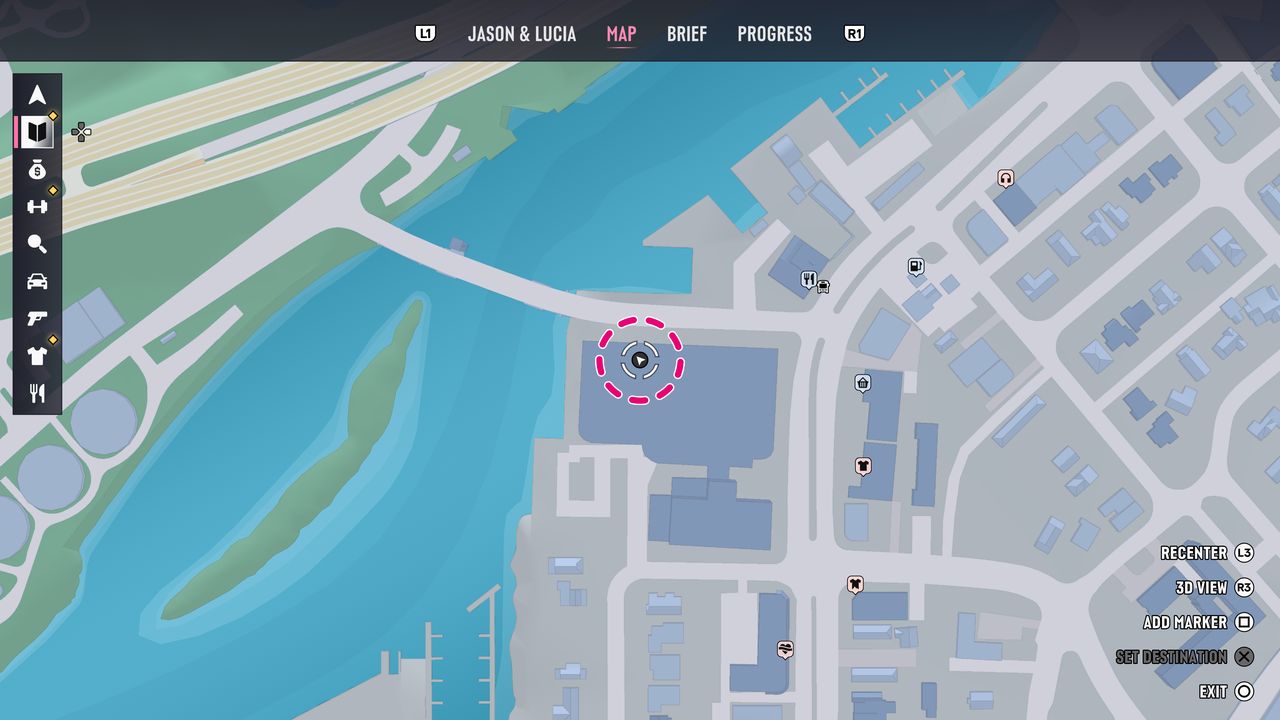 L1 JASON & LUCIA MAP BRIEF PROGRESS R1
$
RECENTER L3
3D VIEW R3
ADD MARKER
SET DESTINATION
EXIT